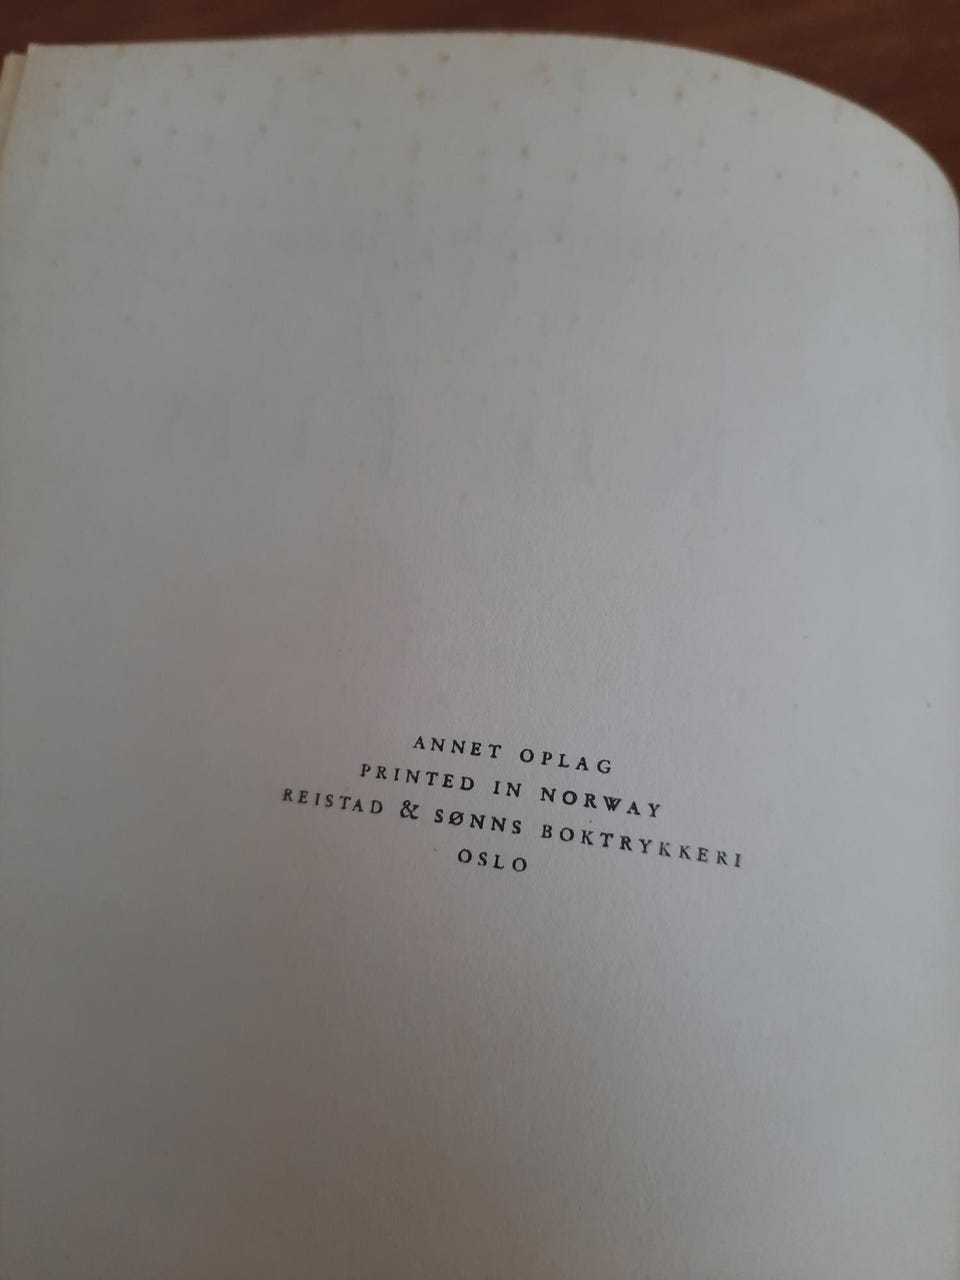 ANNET OPLAG
PRINTED IN NORWAY
REISTAD & SØNNS BOKTRYKKERI
OSLO